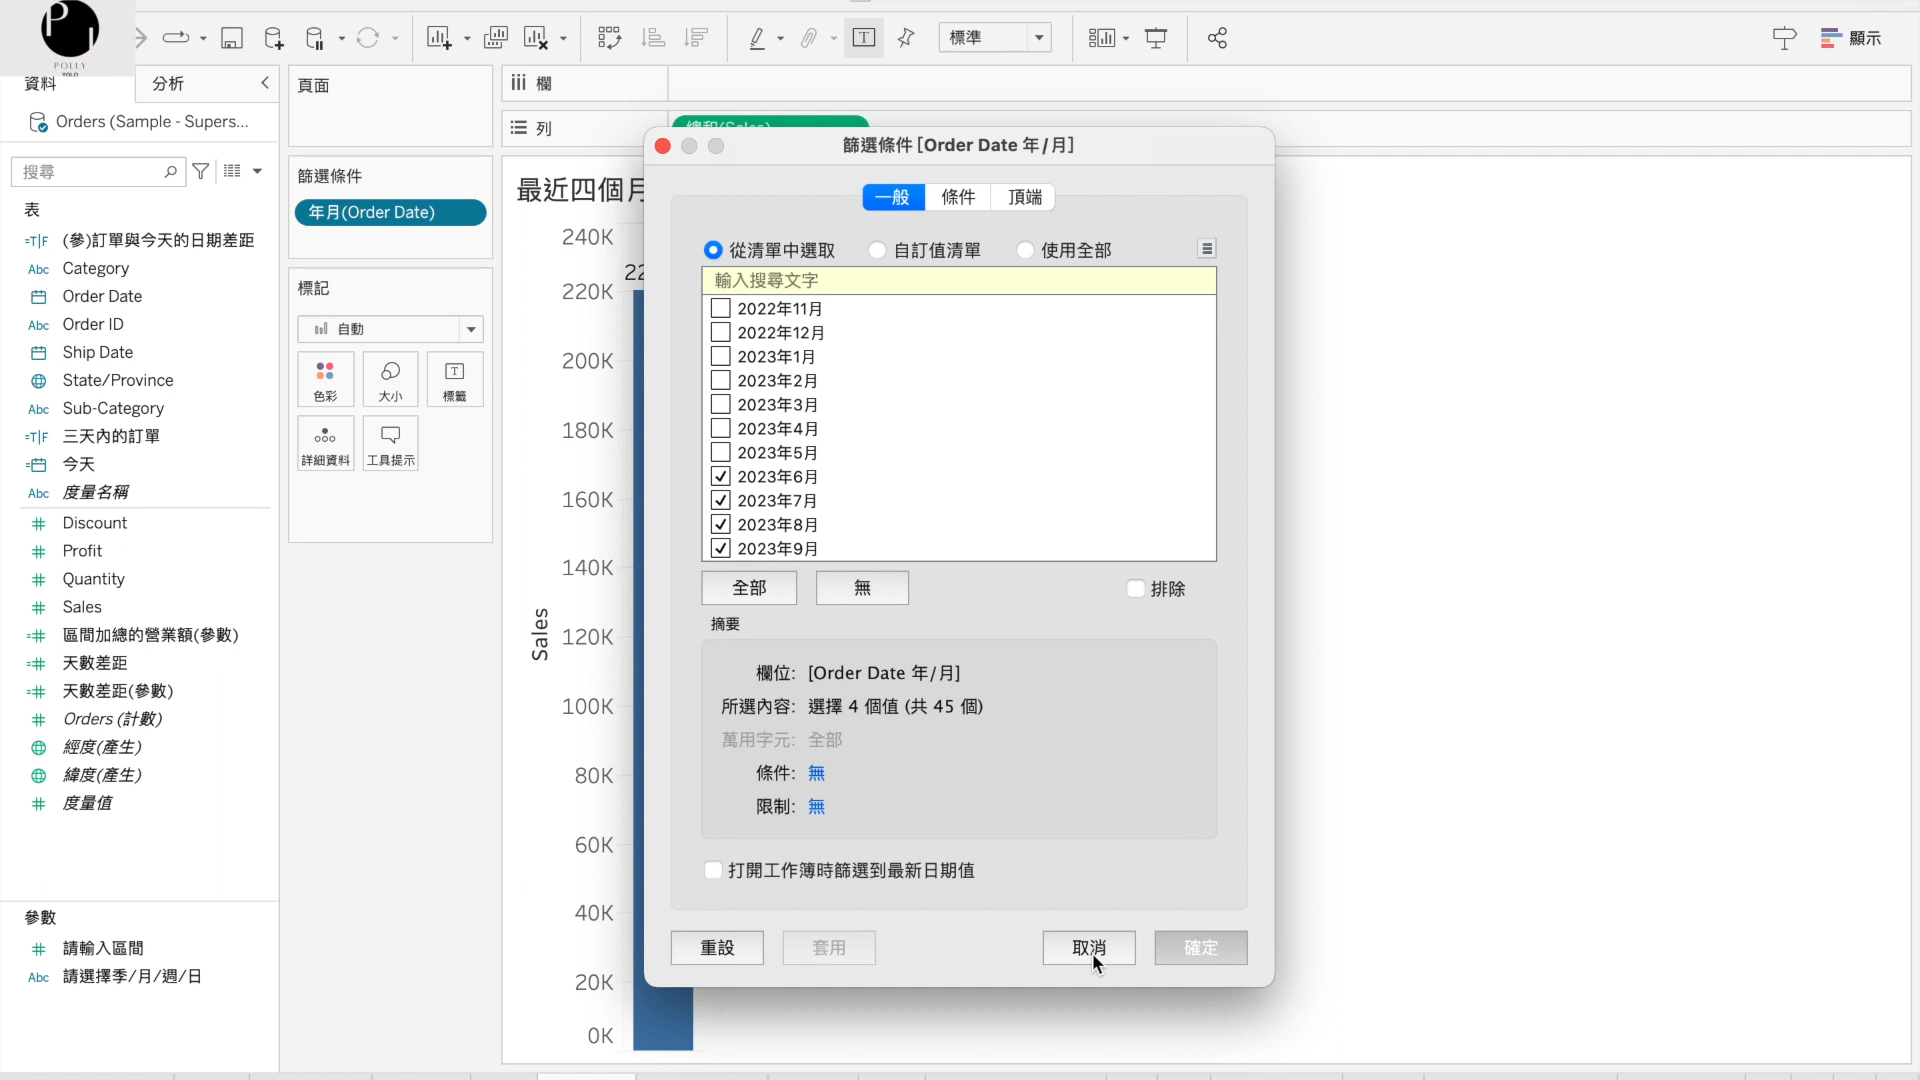 P
POLLY
YOLO
標準
顯示
資料
分析
Orders (Sample - Supers...
搜尋
表
(參)訂單與今天的日期差距
Abc Category
Order Date
Abc Order ID
Ship Date
State/Province
Abc Sub-Category
三天內的訂單
今天
Abc 度量名稱
Discount
Profit
Quantity
Sales
區間加總的營業額(參數)
天數差距
天數差距(參數)
Orders (計數)
經度(產生)
緯度(產生)
度量值
參數
請輸入區間
Abc 請選擇季/月/週/日
頁面
篩選條件
年月(Order Date)
標記
自動
色彩
大小
標籤
詳細資料
工具提示
欄
列
總和(Sales)
最近四個月
22
240K
220K
200K
180K
160K
140K
120K
100K
80K
60K
40K
20K
0K
Sales
篩選條件 [Order Date 年/月]
一般
條件
頂端
從清單中選取
自訂值清單
使用全部
輸入搜尋文字
2022年11月
2022年12月
2023年1月
2023年2月
2023年3月
2023年4月
2023年5月
2023年6月
2023年7月
2023年8月
2023年9月
全部
無
排除
摘要
欄位: [Order Date 年/月]
所選內容: 選擇 4 個值 (共 45 個)
萬用字元: 全部
條件: 無
限制: 無
打開工作簿時篩選到最新日期值
重設
套用
取消
確定